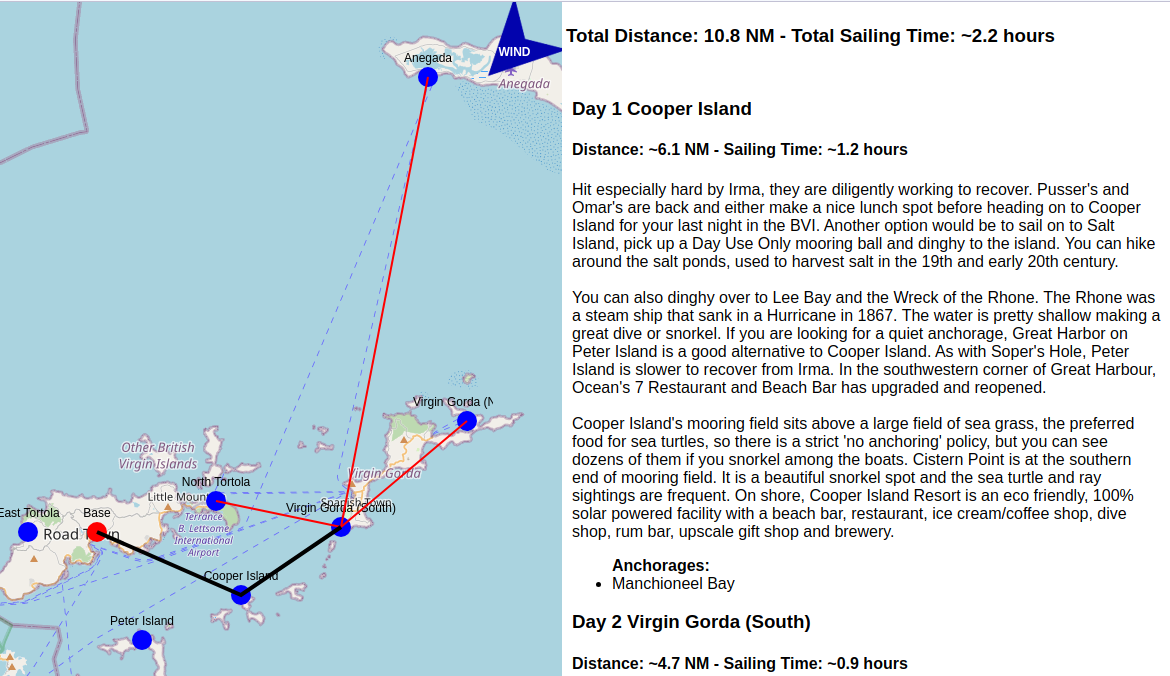 WIND
Anegada
Anegada
Virgin Gorda (N
Other British
Virgin Islands
Virgin Gorda
North Tortola
Little Mount
Spanish Town
Virgin Gorda (South)
East Tortola
Base
Road Town
Terrance
B. Lettsome
International
Airport
Cooper Island
Peter Island
Total Distance: 10.8 NM - Total Sailing Time: ~2.2 hours
Day 1 Cooper Island
Distance: ~6.1 NM - Sailing Time: ~1.2 hours
Hit especially hard by Irma, they are diligently working to recover. Pusser's and
Omar's are back and either make a nice lunch spot before heading on to Cooper
Island for your last night in the BVI. Another option would be to sail on to Salt
Island, pick up a Day Use Only mooring ball and dinghy to the island. You can hike
around the salt ponds, used to harvest salt in the 19th and early 20th century.
You can also dinghy over to Lee Bay and the Wreck of the Rhone. The Rhone was
a steam ship that sank in a Hurricane in 1867. The water is pretty shallow making a
great dive or snorkel. If you are looking for a quiet anchorage, Great Harbor on
Peter Island is a good alternative to Cooper Island. As with Soper's Hole, Peter
Island is slower to recover from Irma. In the southwestern corner of Great Harbour,
Ocean's 7 Restaurant and Beach Bar has upgraded and reopened.
Cooper Island's mooring field sits above a large field of sea grass, the preferred
food for sea turtles, so there is a strict 'no anchoring' policy, but you can see
dozens of them if you snorkel among the boats. Cistern Point is at the southern
end of mooring field. It is a beautiful snorkel spot and the sea turtle and ray
sightings are frequent. On shore, Cooper Island Resort is an eco friendly, 100%
solar powered facility with a beach bar, restaurant, ice cream/coffee shop, dive
shop, rum bar, upscale gift shop and brewery.
Anchorages:
Manchioneel Bay
Day 2 Virgin Gorda (South)
Distance: ~4.7 NM - Sailing Time: ~0.9 hours